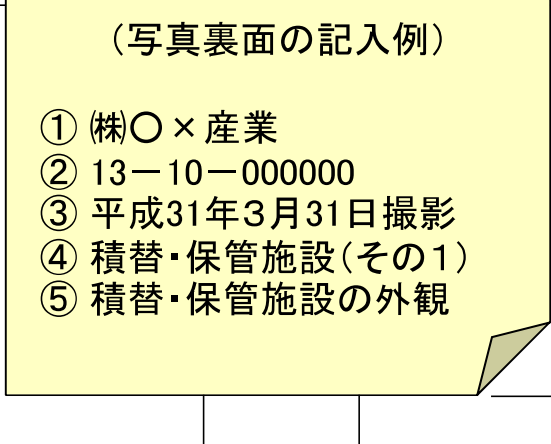 （写真裏面の記入例）
① ㈱〇×産業
② 13－10－000000
③ 平成31年３月31日撮影
④ 積替・保管施設（その１）
⑤ 積替・保管施設の外観